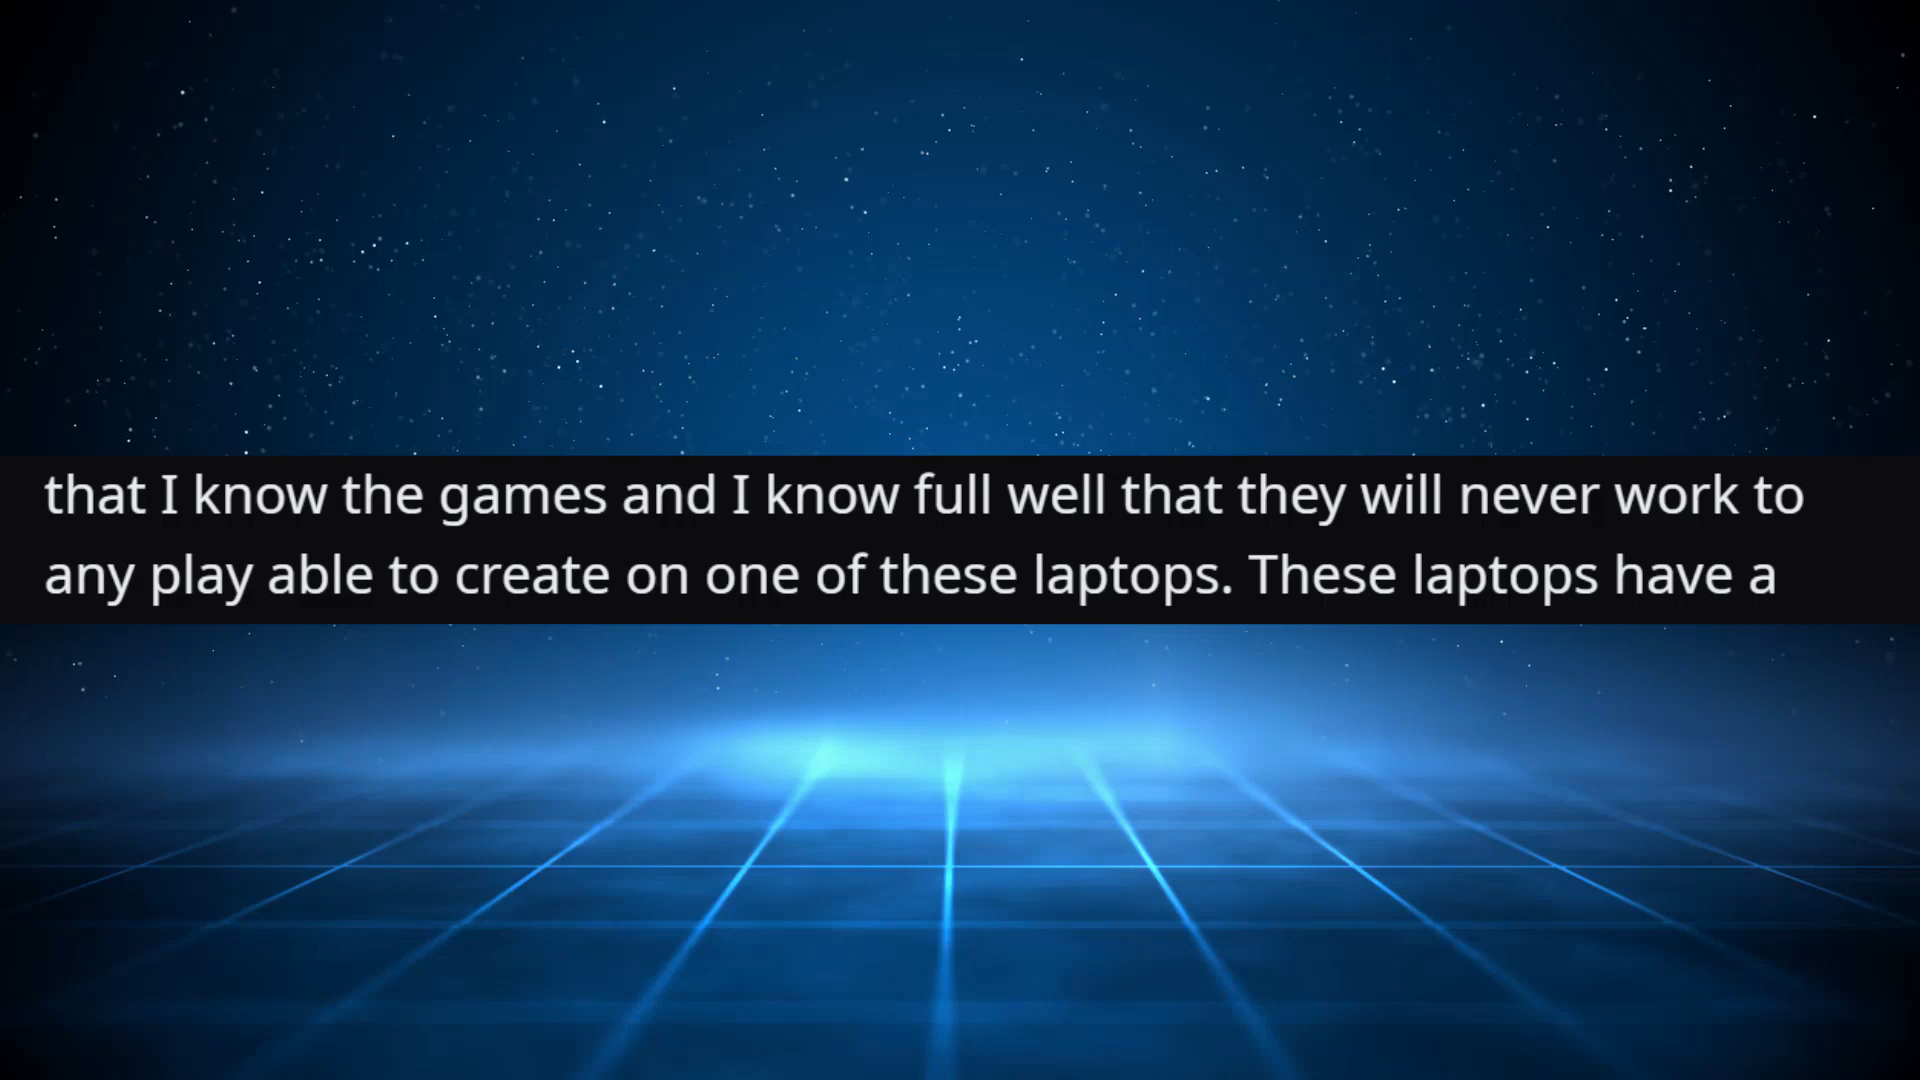 that I know the games and I know full well that they will never work to
any play able to create on one of these laptops. These laptops have a